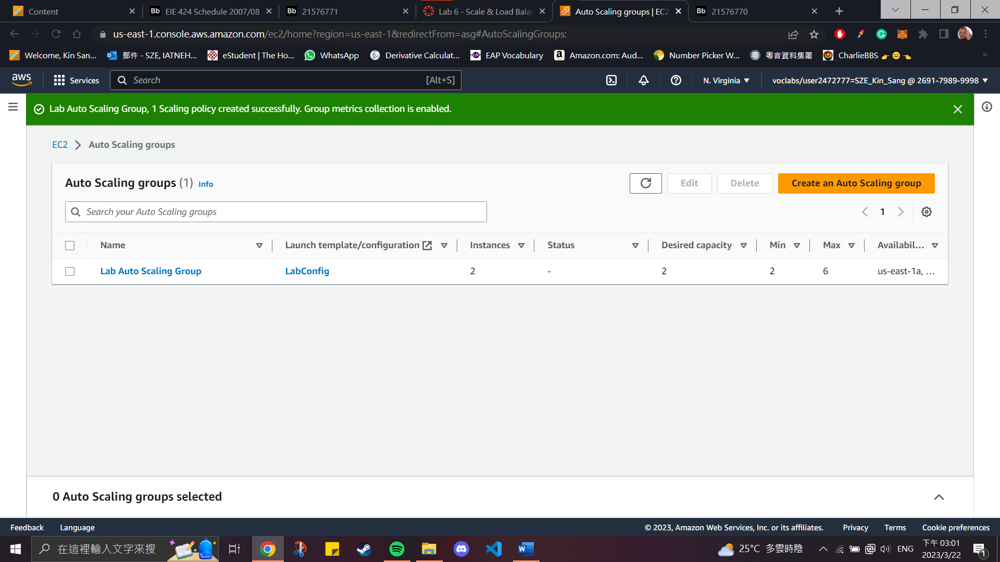 Content
Bb EIE 424 Schedule 2007/08
Bb 21576771
Lab 6 - Scale & Load Balar
Auto Scaling groups | EC2
Bb 21576770
us-east-1.console.aws.amazon.com/ec2/home?region=us-east-1&redirectFrom=asg#AutoScalingGroups:
Welcome, Kin San...
郵件 - SZE, IATNEH...
eStudent | The Ho...
WhatsApp
Derivative Calculat...
EAP Vocabulary
Amazon.com: Aud...
Number Picker W...
粵音資料集叢
CharlieBBS 👉😑👈
»
aws
Services
Search
[Alt+S]
N. Virginia
voclabs/user2472777=SZE_Kin_Sang @ 2691-7989-9998
Lab Auto Scaling Group, 1 Scaling policy created successfully. Group metrics collection is enabled.
EC2
Auto Scaling groups
Auto Scaling groups (1) Info
Edit
Delete
Create an Auto Scaling group
Search your Auto Scaling groups
1
Name
Launch template/configuration
Instances
Status
Desired capacity
Min
Max
Availabil...
Lab Auto Scaling Group
LabConfig
2
-
2
2
6
us-east-1a, ...
0 Auto Scaling groups selected
Feedback
Language
© 2023, Amazon Web Services, Inc. or its affiliates.
Privacy
Terms
Cookie preferences
在這裡輸入文字來搜
25°C 多雲時陰
ENG
下午 03:01
2023/3/22
1